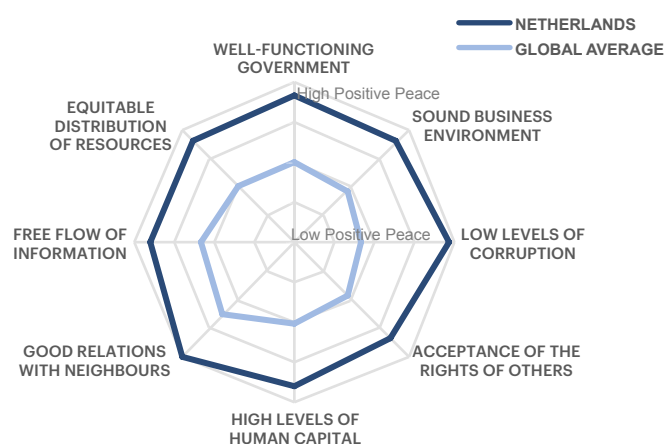 NETHERLANDS
GLOBAL AVERAGE
WELL-FUNCTIONING
GOVERNMENT
High Positive Peace
EQUITABLE
DISTRIBUTION
OF RESOURCES
SOUND BUSINESS
ENVIRONMENT
FREE FLOW OF
INFORMATION
Low Positive Peace
LOW LEVELS OF
CORRUPTION
GOOD RELATIONS
WITH NEIGHBOURS
ACCEPTANCE OF THE
RIGHTS OF OTHERS
HIGH LEVELS OF
HUMAN CAPITAL